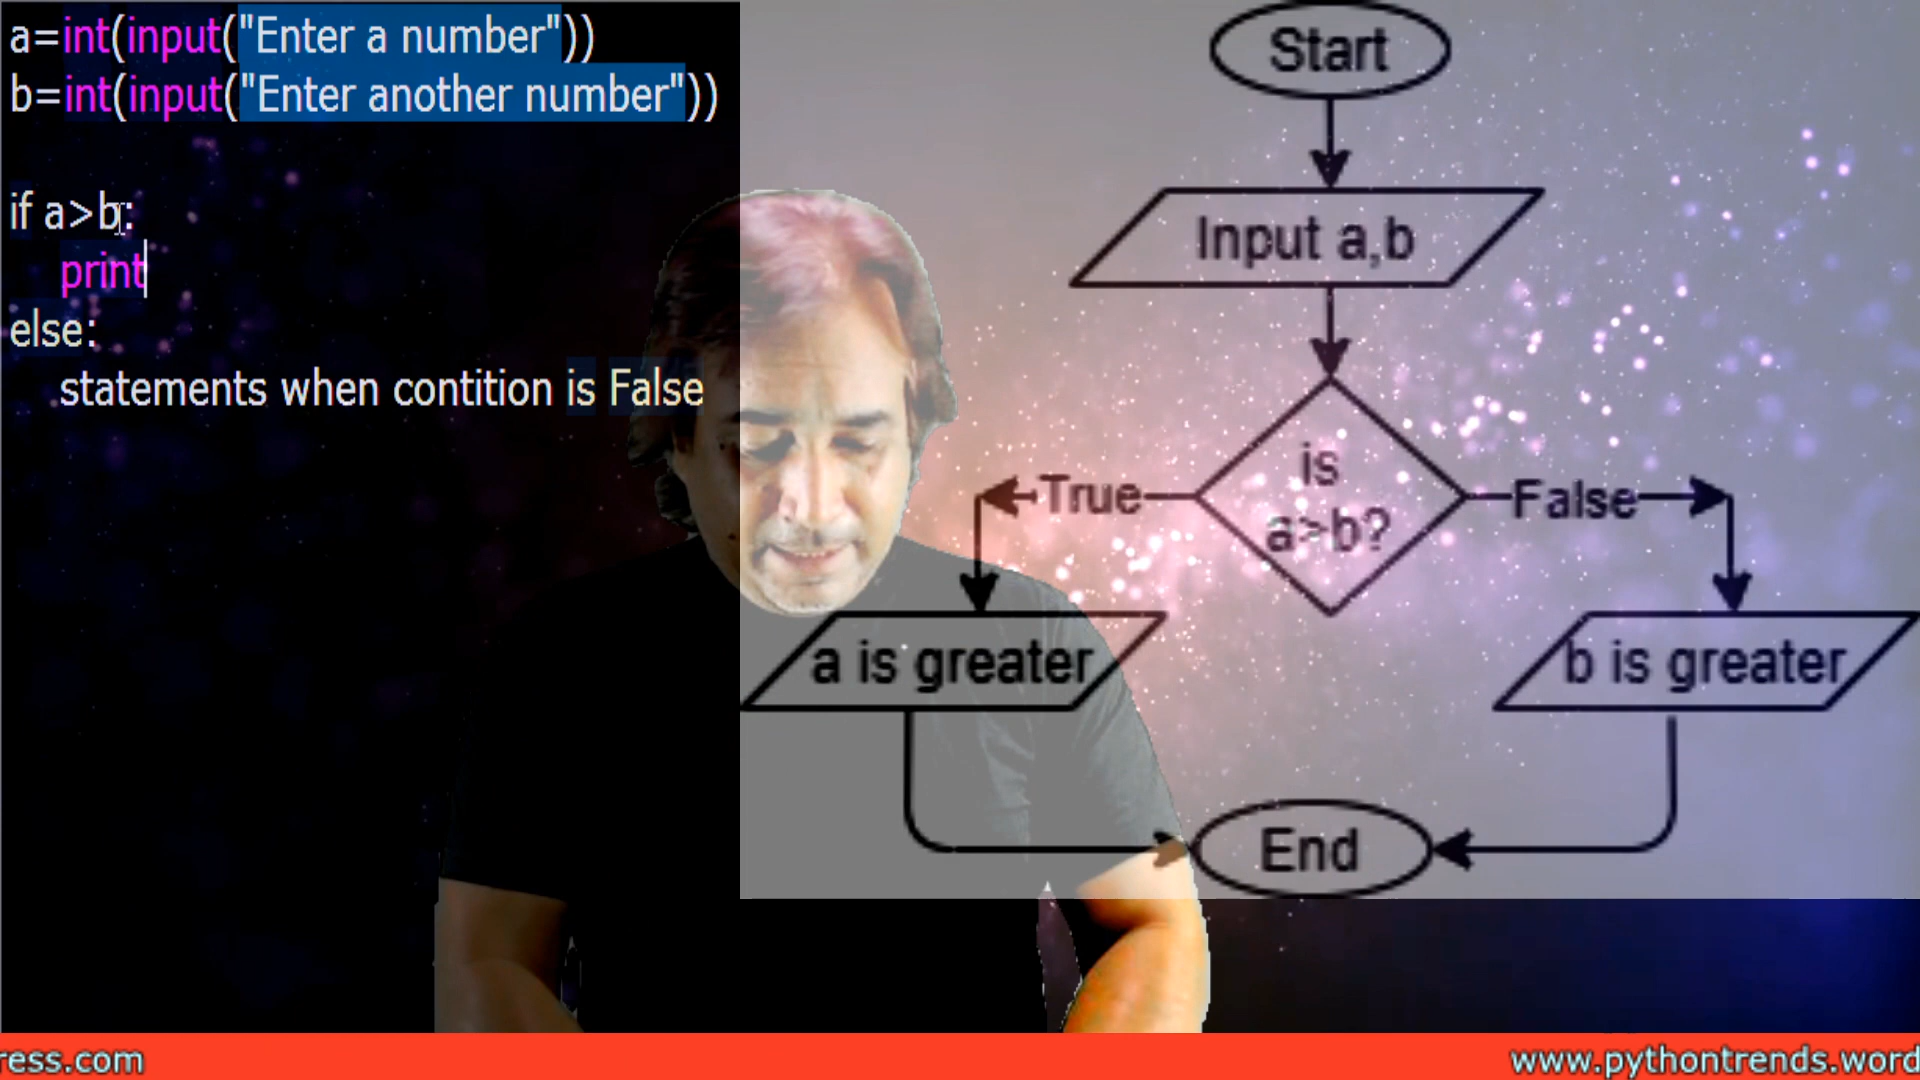 a=int(input("Enter a number"))
b=int(input("Enter another number"))
if a>b:
print
else:
statements when contition is False
Start
Input a,b
is
a>b?
True
False
a is greater
b is greater
End
ress.com
www.pythontrends.word